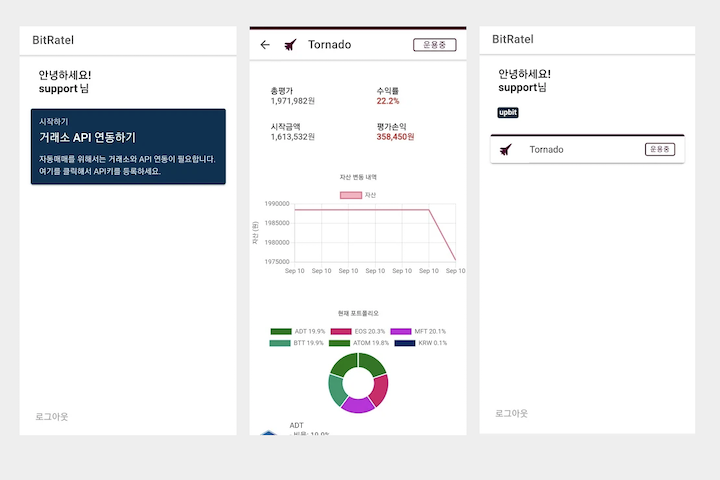 BitRatel
안녕하세요!
support 님
시작하기
거래소 API 연동하기
자동매매를 위해서는 거래소와 API 연동이 필요합니다.
여기를 클릭해서 API키를 등록하세요.
로그아웃
Tornado
운용중
총평가
1,971,982원
수익률
22.2%
시작금액
1,613,532원
평가손익
358,450원
자산 변동 내역
자산
자산 (원)
1990000
1985000
1980000
1975000
Sep 10 Sep 10 Sep 10 Sep 10 Sep 10 Sep 10 Sep 10
현재 포트폴리오
ADT 19.9% EOS 20.3% MFT 20.1%
BTT 19.9% ATOM 19.8% KRW 0.1%
ADT
- 비율: 19.9%
BitRatel
안녕하세요!
support님
upbit
Tornado
운용중
로그아웃